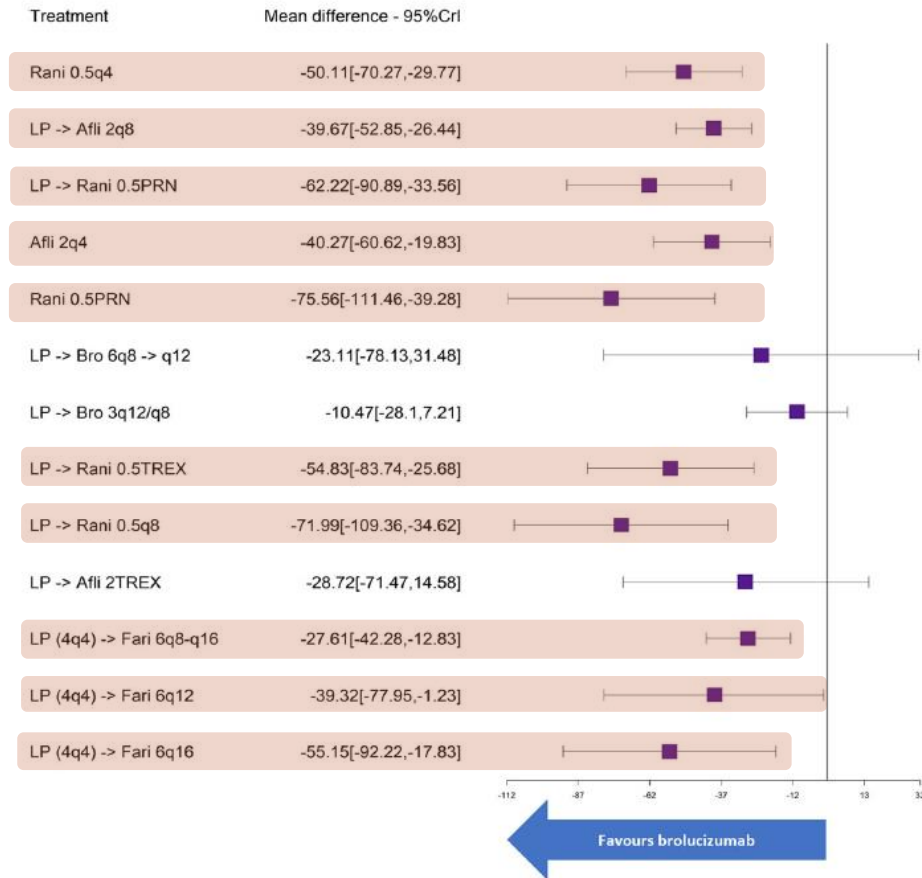 Treatment Mean difference - 95%CrI
Rani 0.5q4 -50.11[-70.27,-29.77]
LP -> Afli 2q8 -39.67[-52.85,-26.44]
LP -> Rani 0.5PRN -62.22[-90.89,-33.56]
Afli 2q4 -40.27[-60.62,-19.83]
Rani 0.5PRN -75.56[-111.46,-39.28]
LP -> Bro 6q8 -> q12 -23.11[-78.13,31.48]
LP -> Bro 3q12/q8 -10.47[-28.1,7.21]
LP -> Rani 0.5TREX -54.83[-83.74,-25.68]
LP -> Rani 0.5q8 -71.99[-109.36,-34.62]
LP -> Afli 2TREX -28.72[-71.47,14.58]
LP (4q4) -> Fari 6q8-q16 -27.61[-42.28,-12.83]
LP (4q4) -> Fari 6q12 -39.32[-77.95,-1.23]
LP (4q4) -> Fari 6q16 -55.15[-92.22,-17.83]
-112 -87 -62 -37 -12 13 32
Favours brolucizumab